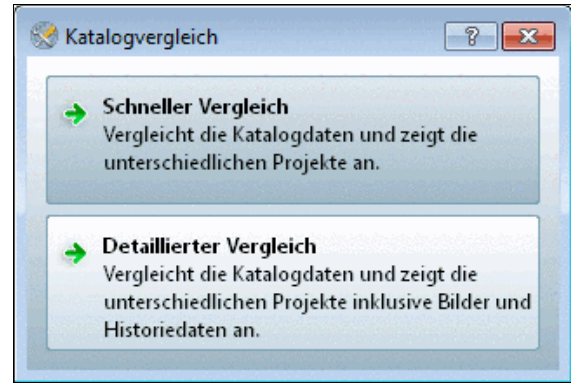 Katalogvergleich
?
Schneller Vergleich
Vergleicht die Katalogdaten und zeigt die
unterschiedlichen Projekte an.
Detaillierter Vergleich
Vergleicht die Katalogdaten und zeigt die
unterschiedlichen Projekte inklusive Bilder und
Historiedaten an.